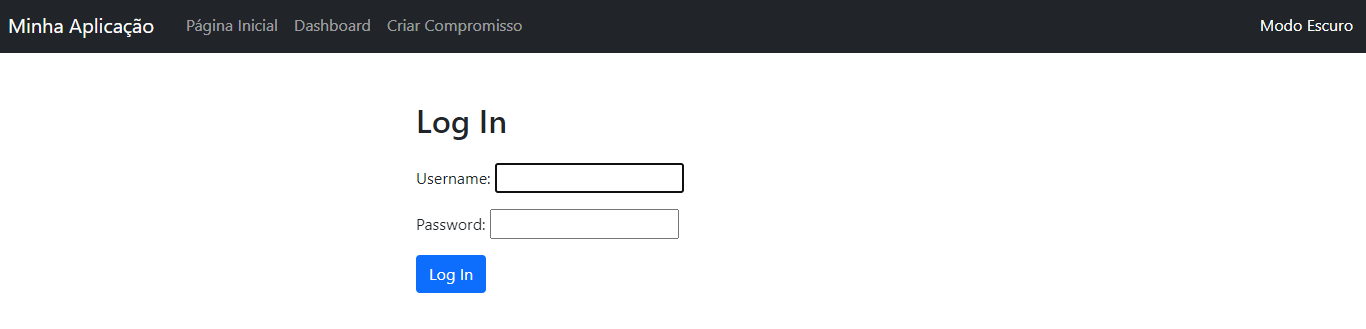 Minha Aplicação Página Inicial Dashboard Criar Compromisso Modo Escuro
Log In
Username:
Password:
Log In